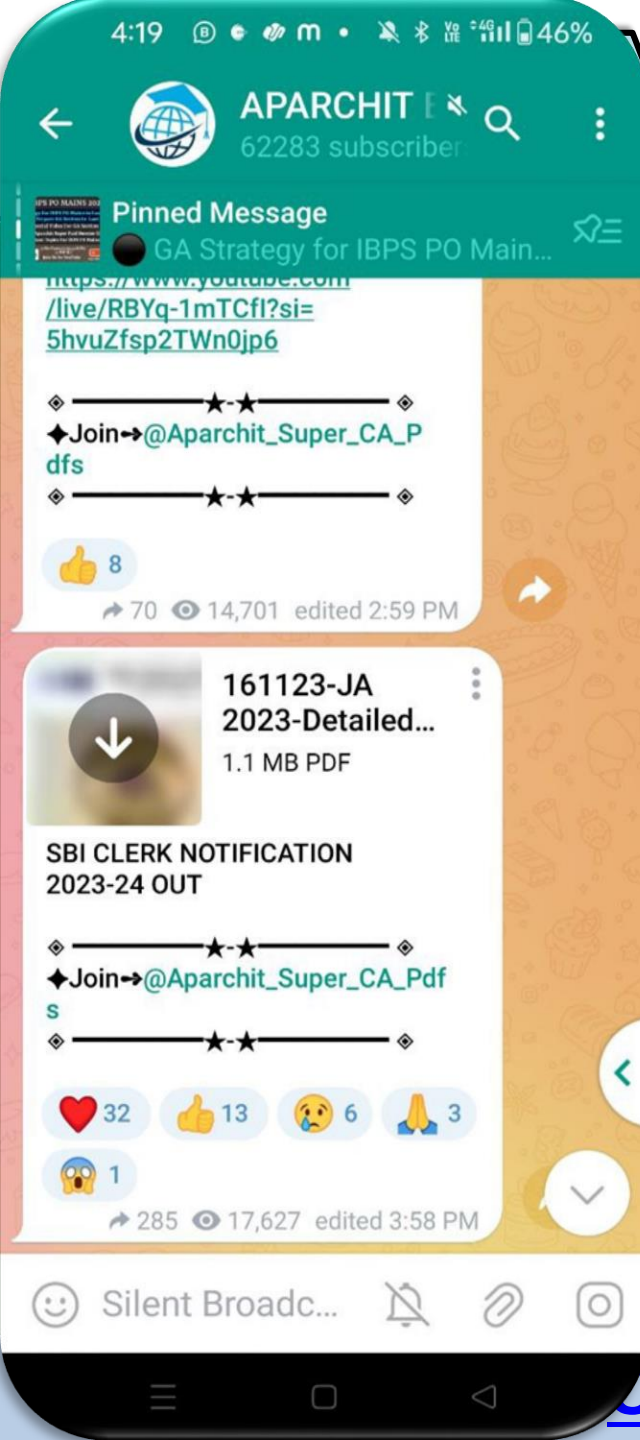 4:19 46%
APARCHIT
62283 subscriber
Pinned Message
GA Strategy for IBPS PO Main...
https://www.youtube.com
/live/RBYq-1mTCfI?si=
5hvuZfsp2TWn0jp6
◈ ━━━━━━★-★━━━━━━ ◈
✦Join➻@Aparchit_Super_CA_P
dfs
◈ ━━━━━━★-★━━━━━━ ◈
👍 8
70 14,701 edited 2:59 PM
161123-JA
2023-Detailed...
1.1 MB PDF
SBI CLERK NOTIFICATION
2023-24 OUT
◈ ━━━━━━★-★━━━━━━ ◈
✦Join➻@Aparchit_Super_CA_Pdf
s
◈ ━━━━━━★-★━━━━━━ ◈
❤️ 32 👍 13 😢 6 🙏 3
😱 1
285 17,627 edited 3:58 PM
Silent Broadc...